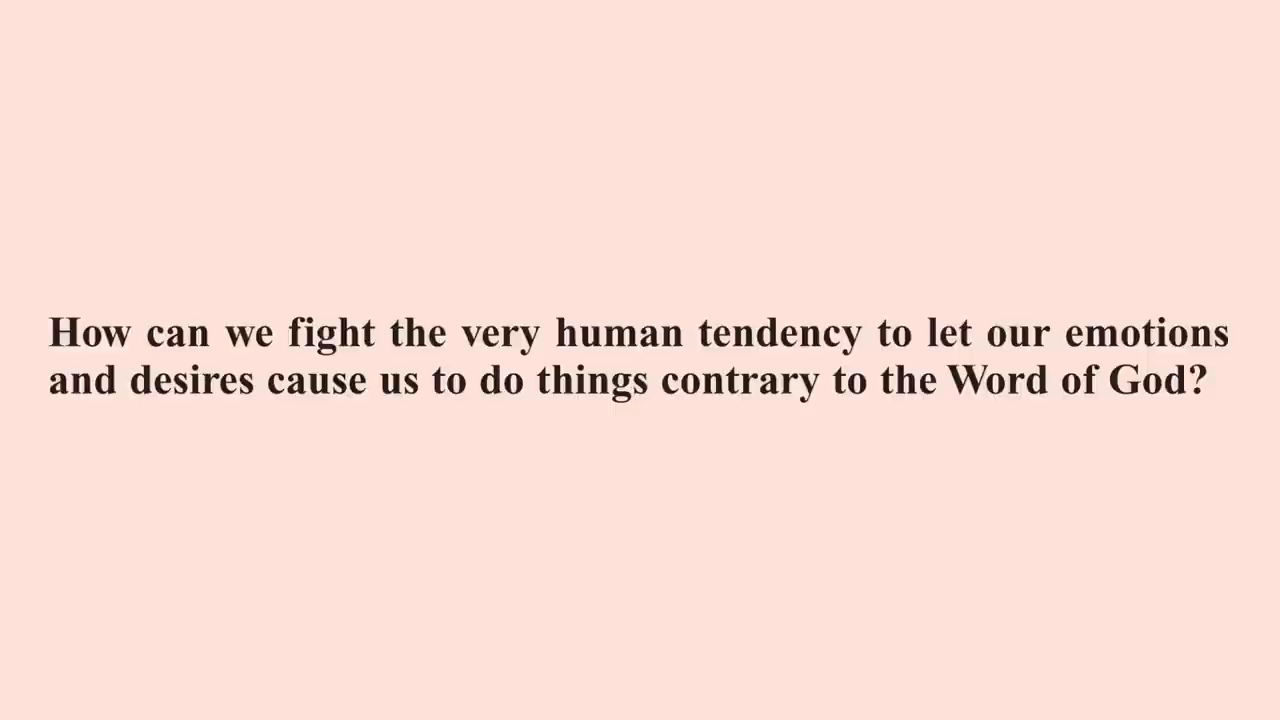 How can we fight the very human tendency to let our emotions
and desires cause us to do things contrary to the Word of God?